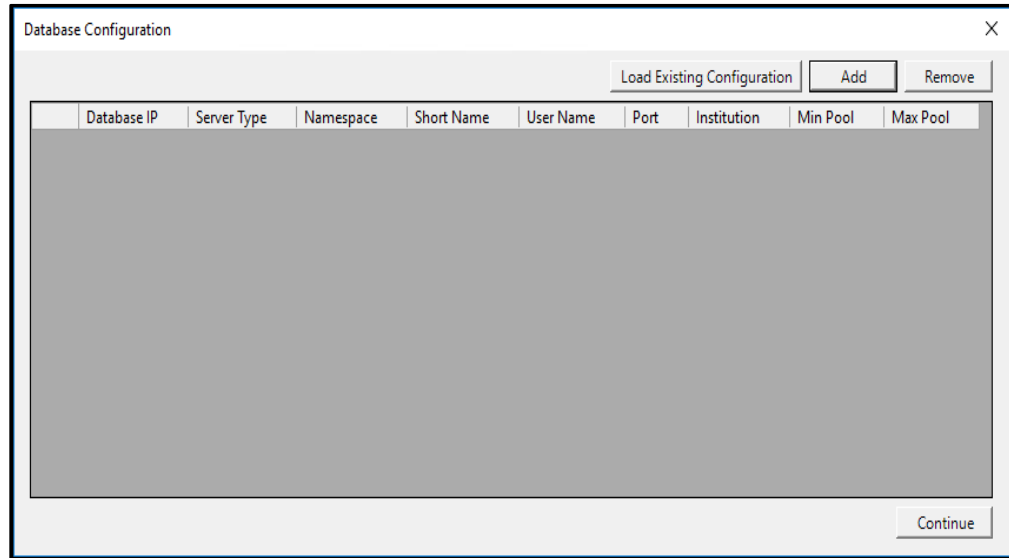 Database Configuration
Load Existing Configuration Add Remove
Database IP Server Type Namespace Short Name User Name Port Institution Min Pool Max Pool
Continue